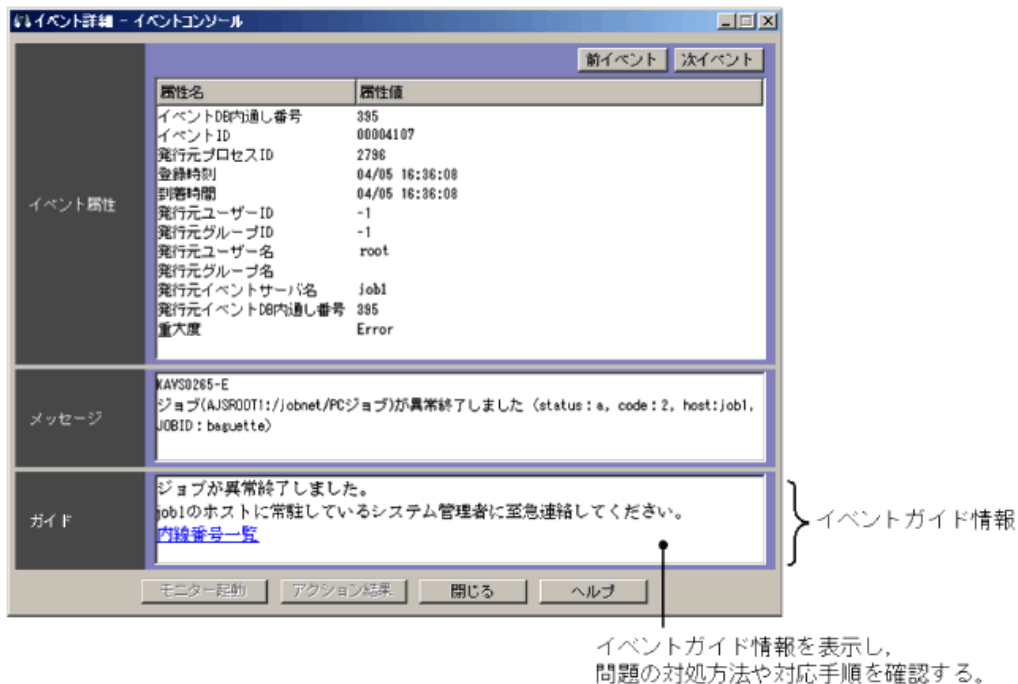 イベント詳細 - イベントコンソール
前イベント 次イベント
属性名 属性値
イベントDB内通し番号 395
イベントID 00004107
発行元プロセスID 2796
登録時刻 04/05 16:36:08
到着時間 04/05 16:36:08
発行元ユーザーID -1
発行元グループID -1
発行元ユーザー名 root
発行元グループ名
発行元イベントサーバ名 job1
発行元イベントDB内通し番号 395
重大度 Error
イベント属性
メッセージ
KAVS0265-E
ジョブ(AJSROOT1:/jobnet/PCジョブ)が異常終了しました（status：a, code：2, host:job1,
JOBID：baguette）
ガイド
ジョブが異常終了しました。
job1のホストに常駐しているシステム管理者に至急連絡してください。
内線番号一覧
イベントガイド情報
モニター起動 アクション結果 閉じる ヘルプ
イベントガイド情報を表示し，
問題の対処方法や対応手順を確認する。